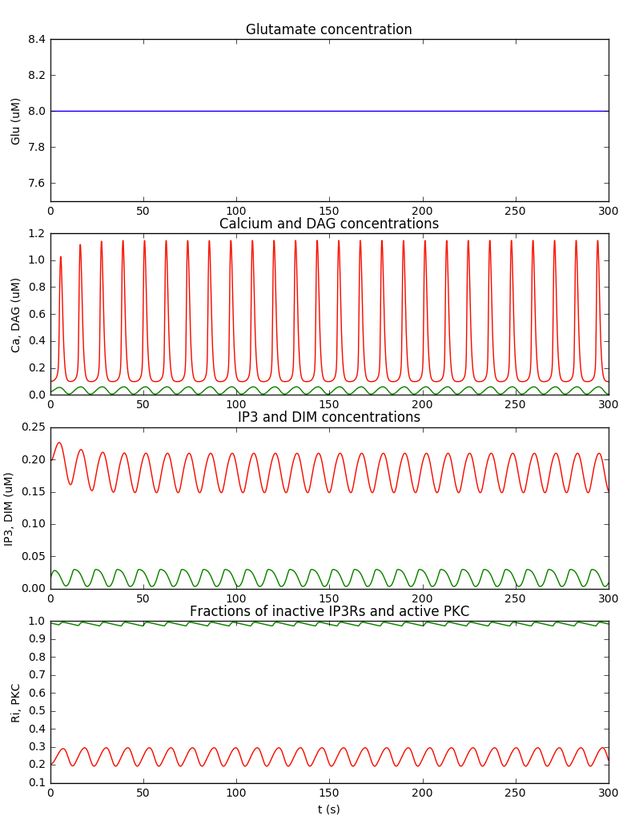 Glutamate concentration
8.4
8.2
8.0
7.8
7.6
Glu (uM)
0 50 100 150 200 250 300
Calcium and DAG concentrations
1.2
1.0
0.8
0.6
0.4
0.2
0.0
Ca, DAG (uM)
0 50 100 150 200 250 300
IP3 and DIM concentrations
0.25
0.20
0.15
0.10
0.05
0.00
IP3, DIM (uM)
0 50 100 150 200 250 300
Fractions of inactive IP3Rs and active PKC
1.0
0.9
0.8
0.7
0.6
0.5
0.4
0.3
0.2
0.1
Ri, PKC
0 50 100 150 200 250 300
t (s)